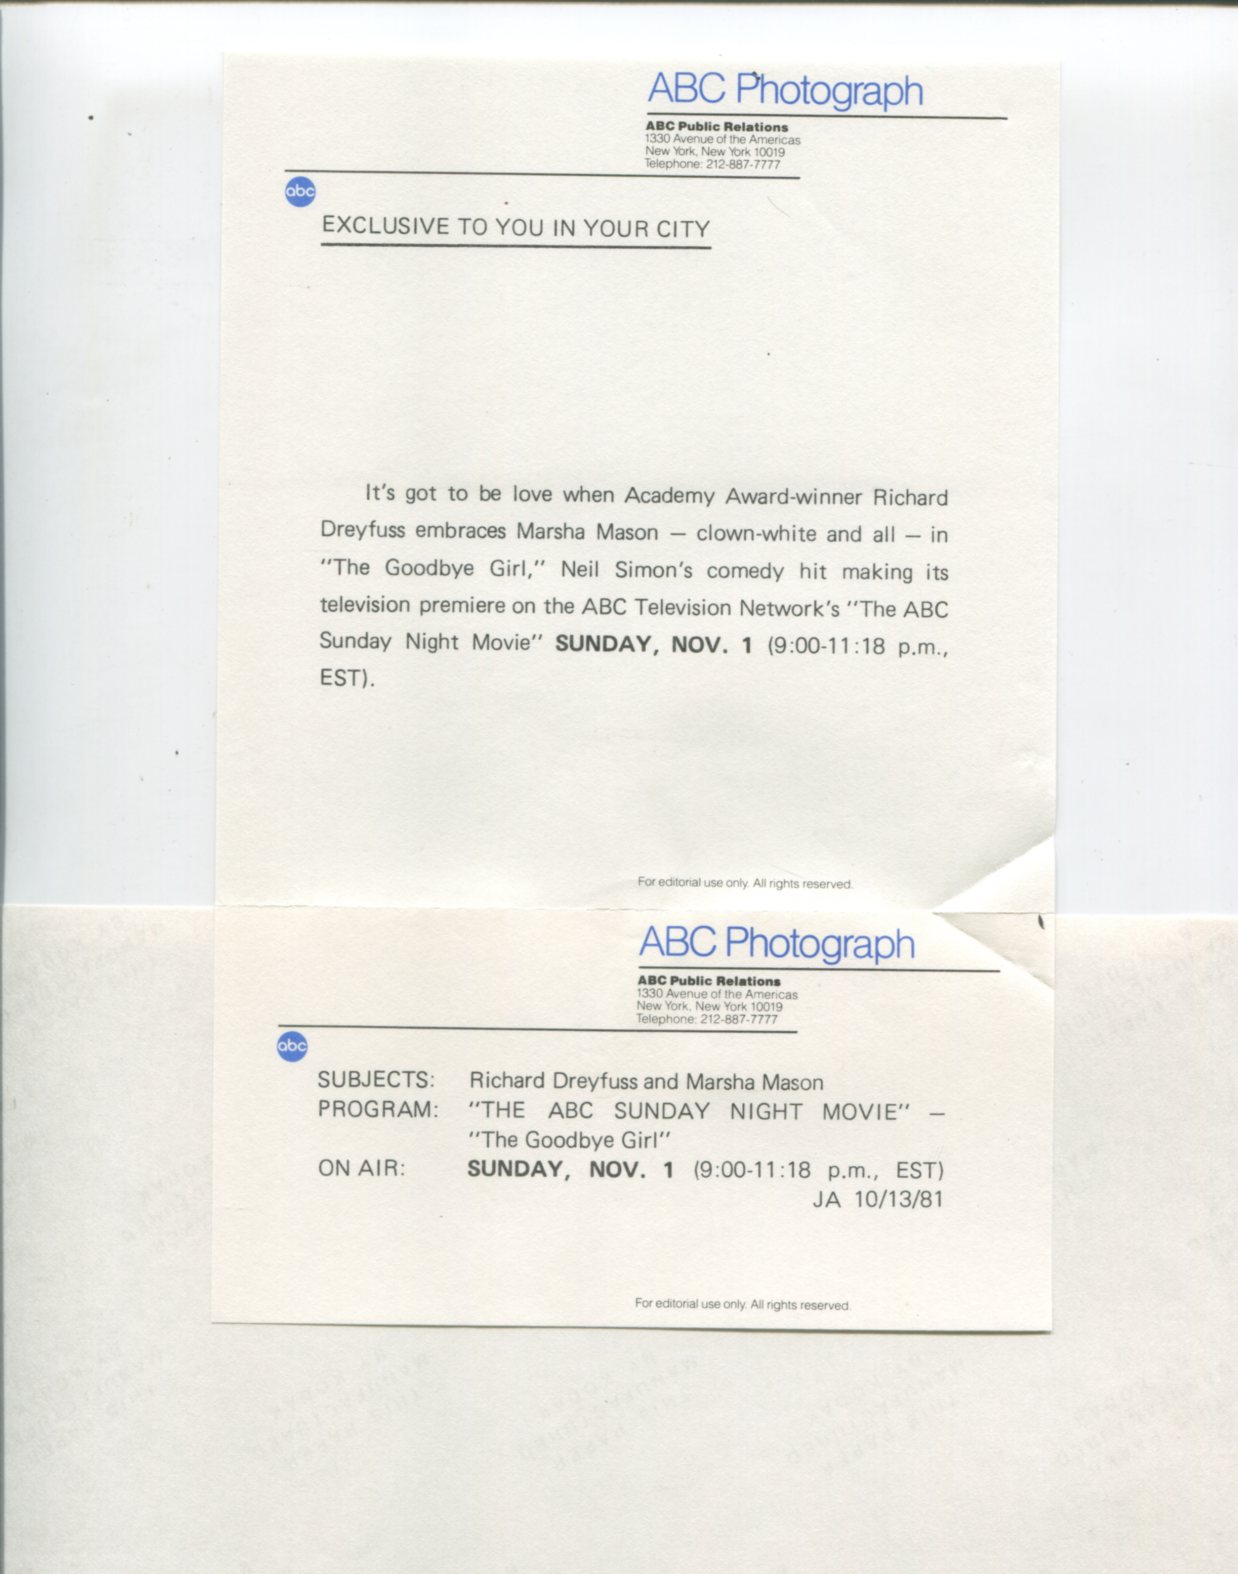 ABC Photograph
ABC Public Relations
1330 Avenue of the Americas
New York, New York 10019
Telephone: 212-887-7777
abc
EXCLUSIVE TO YOU IN YOUR CITY
It's got to be love when Academy Award-winner Richard
Dreyfuss embraces Marsha Mason — clown-white and all — in
"The Goodbye Girl," Neil Simon's comedy hit making its
television premiere on the ABC Television Network's "The ABC
Sunday Night Movie" SUNDAY, NOV. 1 (9:00-11:18 p.m.,
EST).
For editorial use only. All rights reserved.
ABC Photograph
ABC Public Relations
1330 Avenue of the Americas
New York, New York 10019
Telephone: 212-887-7777
abc
SUBJECTS: Richard Dreyfuss and Marsha Mason
PROGRAM: "THE ABC SUNDAY NIGHT MOVIE" —
"The Goodbye Girl"
ON AIR: SUNDAY, NOV. 1 (9:00-11:18 p.m., EST)
JA 10/13/81
For editorial use only. All rights reserved.